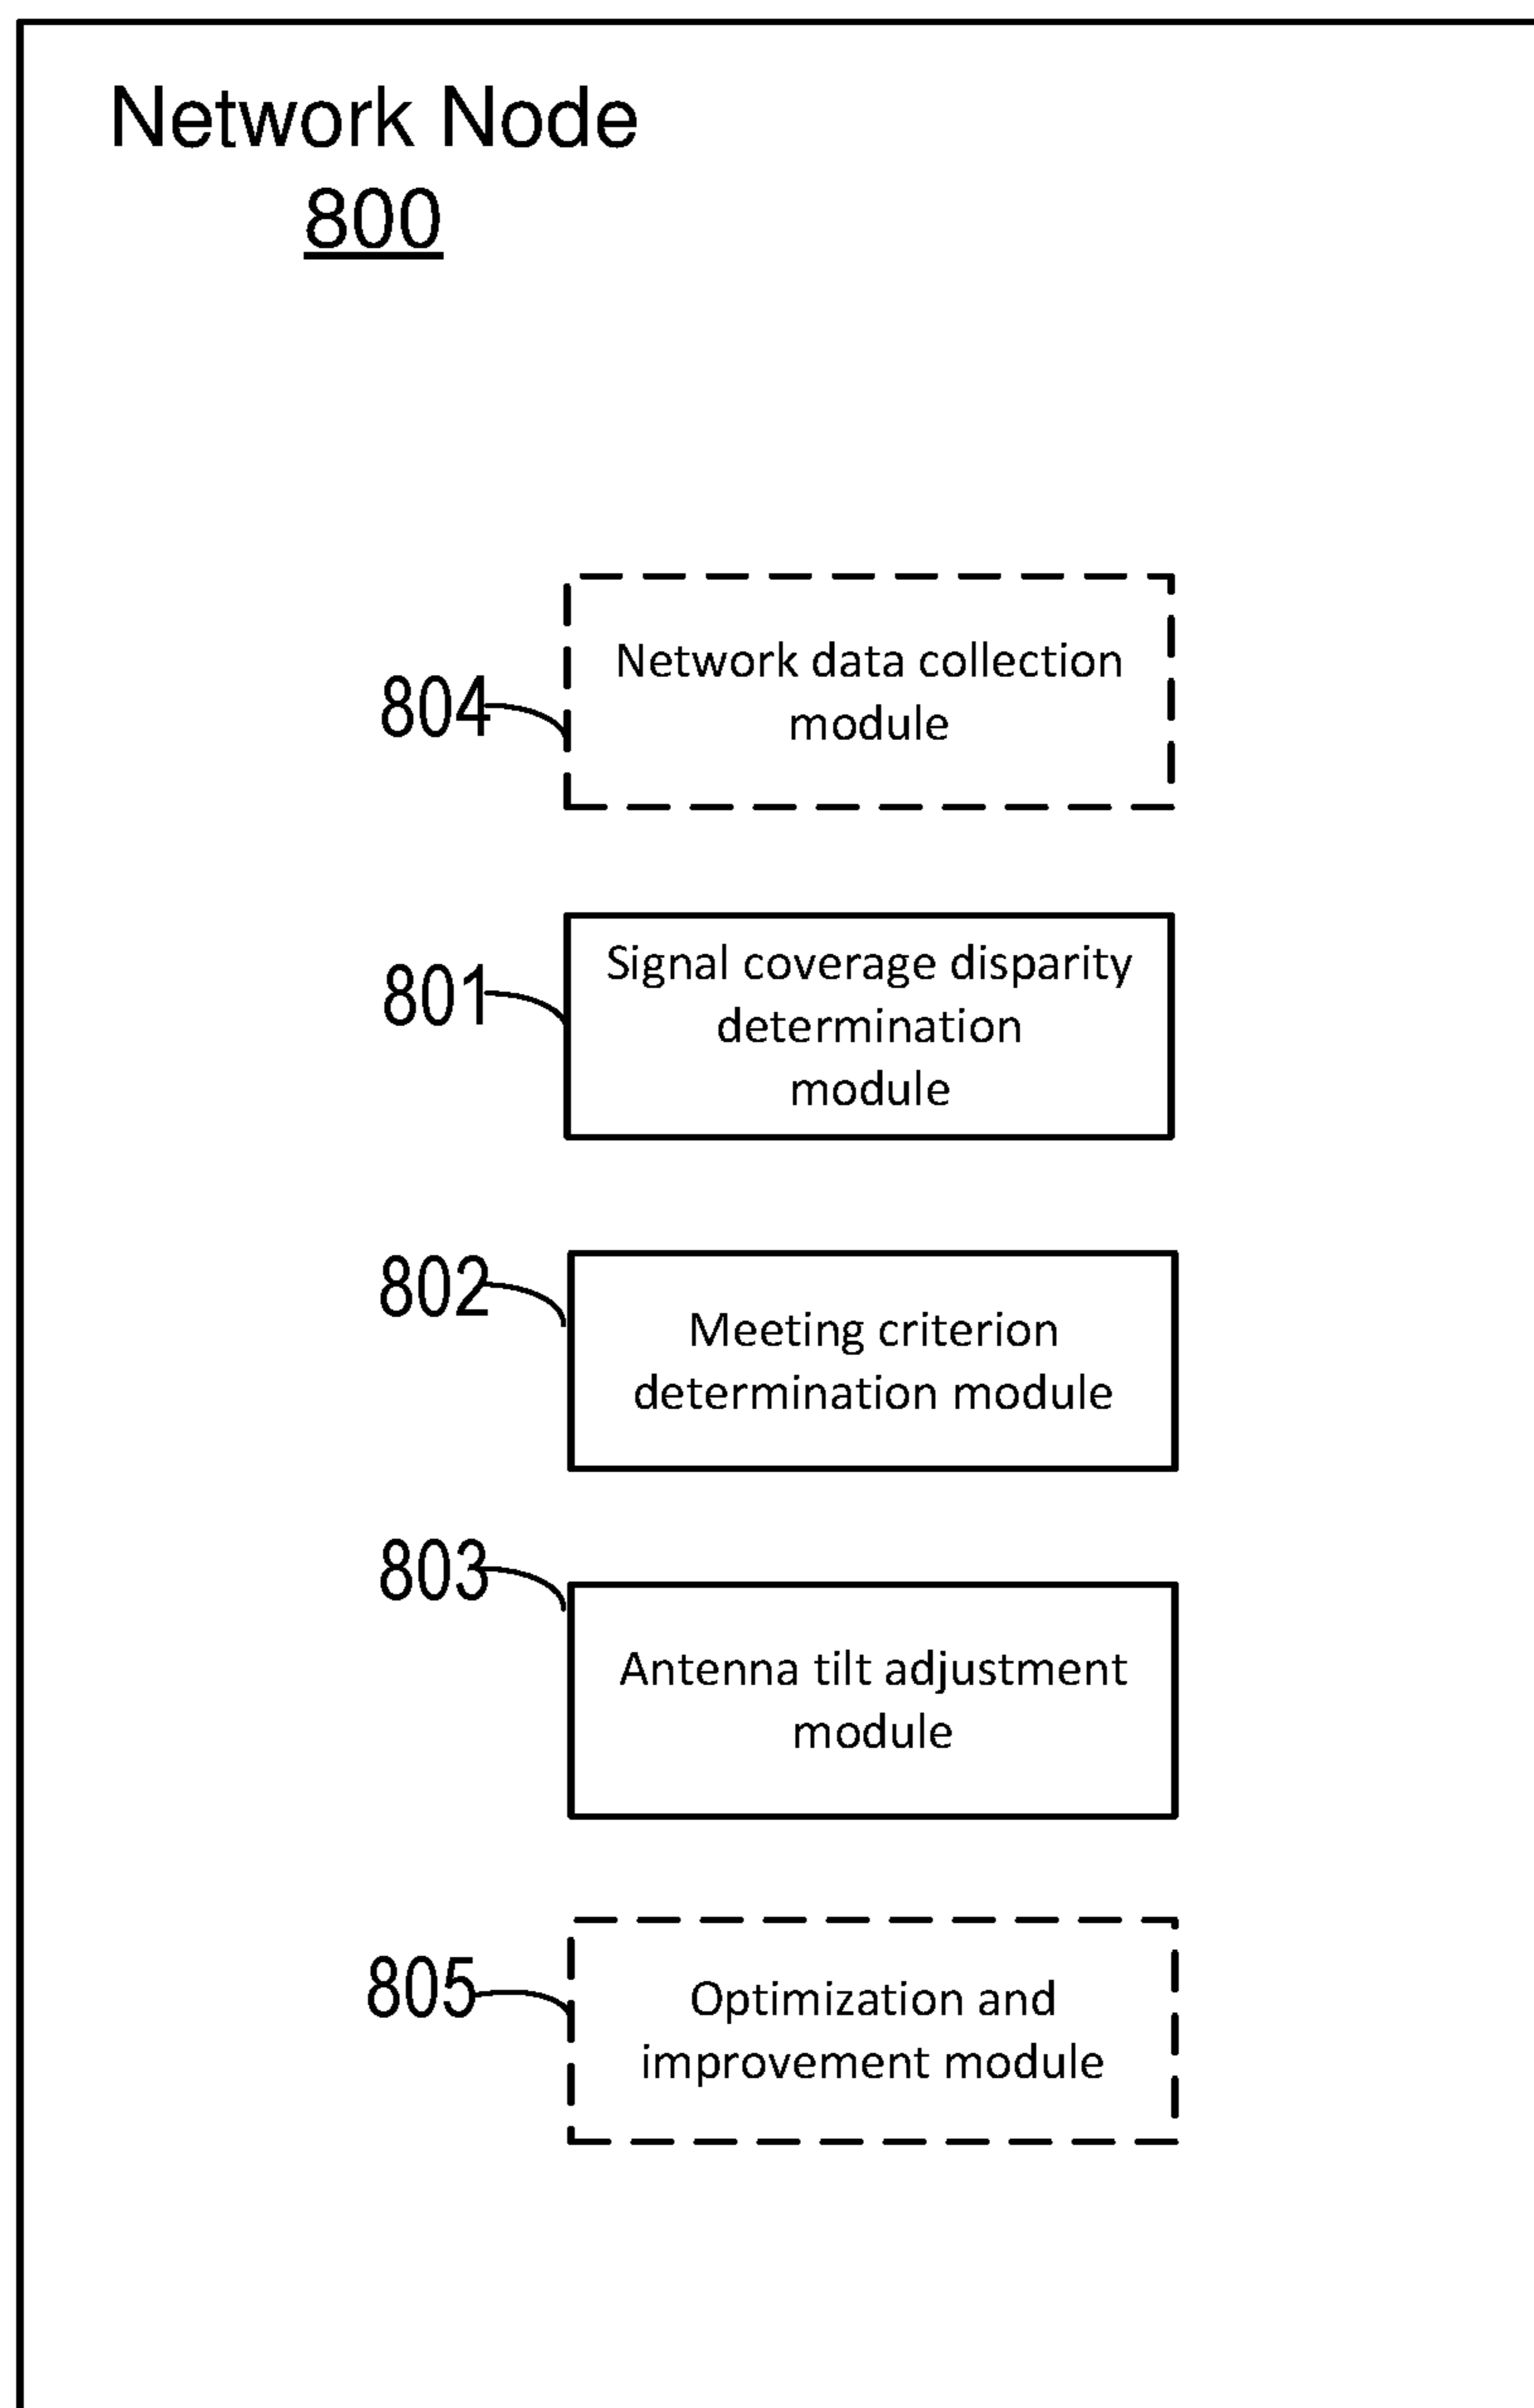 Network Node
800
804
Network data collection
module
801
Signal coverage disparity
determination
module
802
Meeting criterion
determination module
803
Antenna tilt adjustment
module
805
Optimization and
improvement module